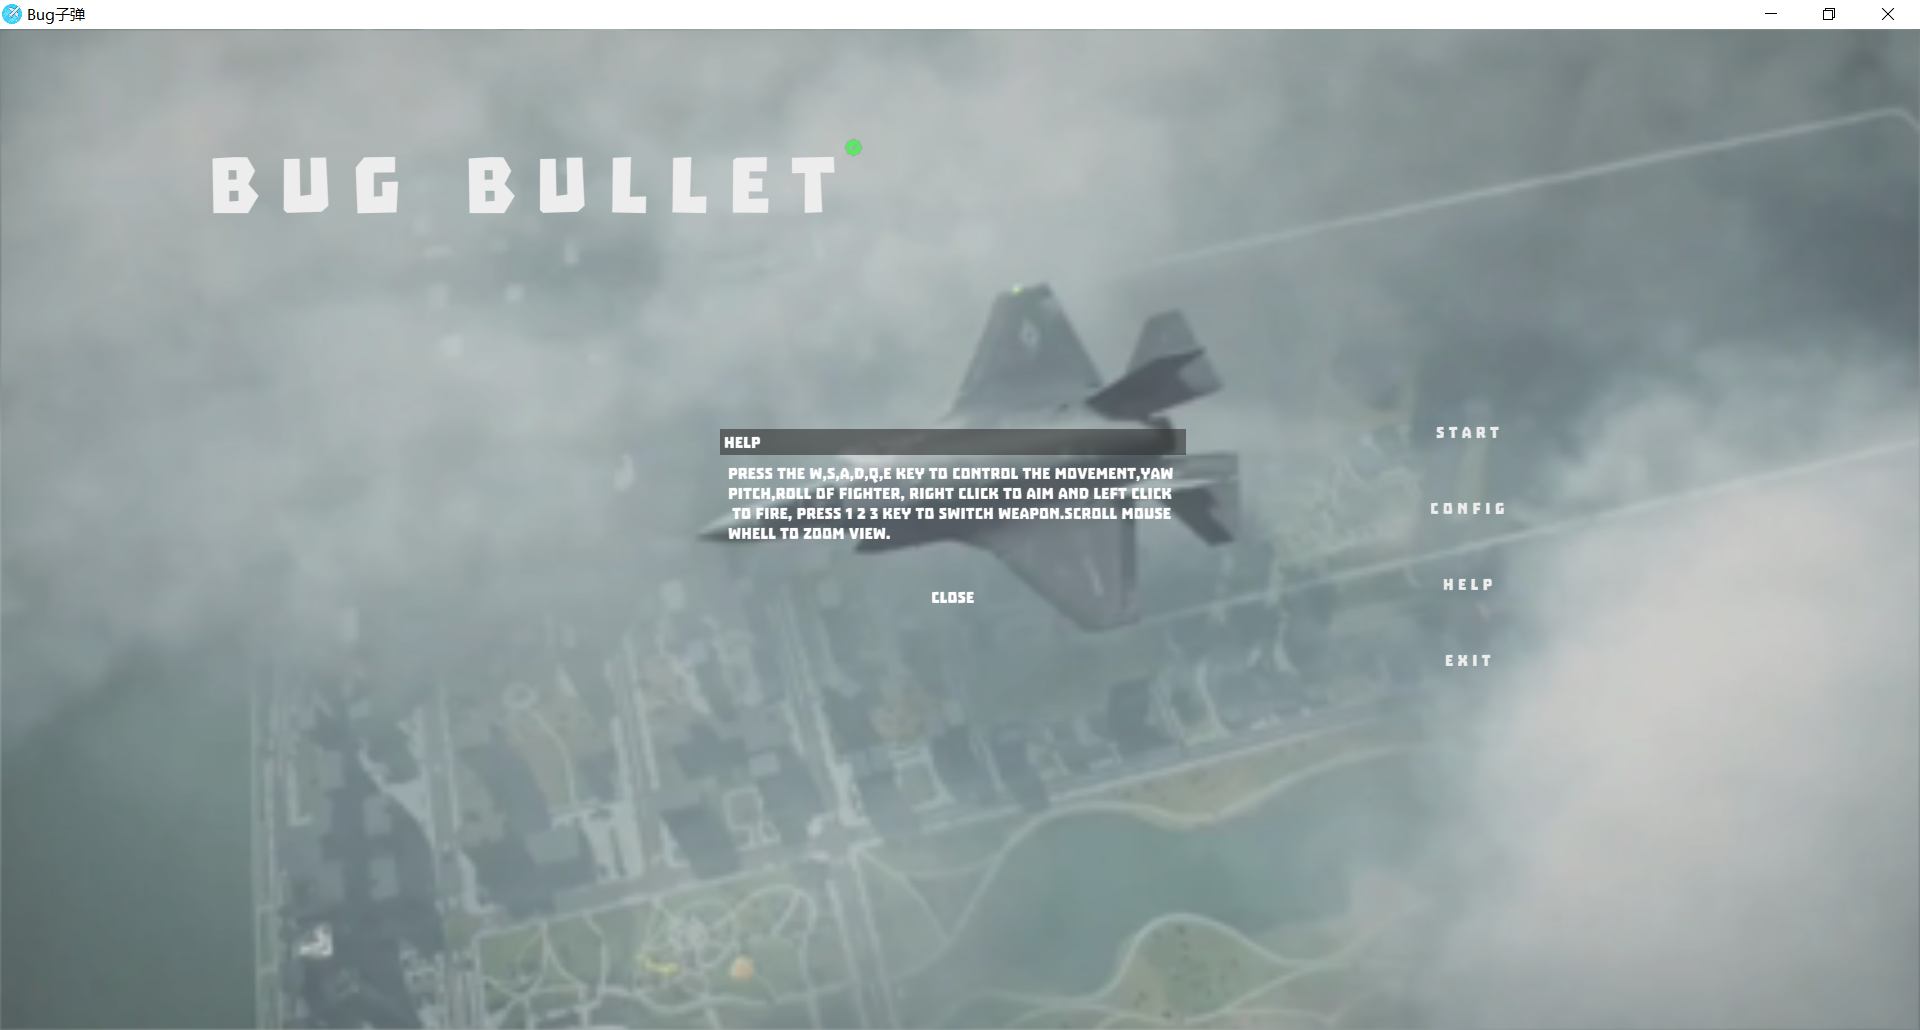 Bug子弹
BUG BULLET
HELP
PRESS THE W,S,A,D,Q,E KEY TO CONTROL THE MOVEMENT,YAW
PITCH,ROLL OF FIGHTER, RIGHT CLICK TO AIM AND LEFT CLICK
TO FIRE, PRESS 1 2 3 KEY TO SWITCH WEAPON.SCROLL MOUSE
WHELL TO ZOOM VIEW.
CLOSE
START
CONFIG
HELP
EXIT